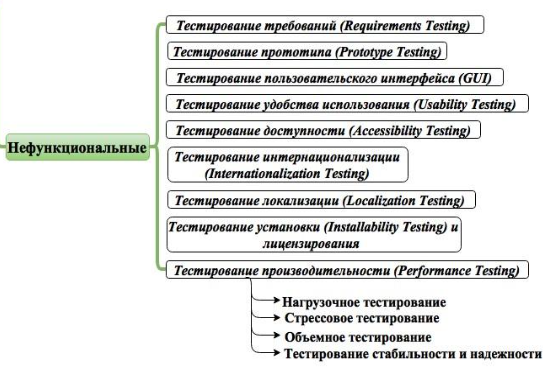 Тестирование требований (Requirements Testing)
Тестирование прототипа (Prototype Testing)
Тестирование пользовательского интерфейса (GUI)
Тестирование удобства использования (Usability Testing)
Нефункциональные
Тестирование доступности (Accessibility Testing)
Тестирование интернационализации
(Internationalization Testing)
Тестирование локализации (Localization Testing)
Тестирование установки (Installability Testing) и
лицензирования
Тестирование производительности (Performance Testing)
Нагрузочное тестирование
Стрессовое тестирование
Объемное тестирование
Тестирование стабильности и надежности